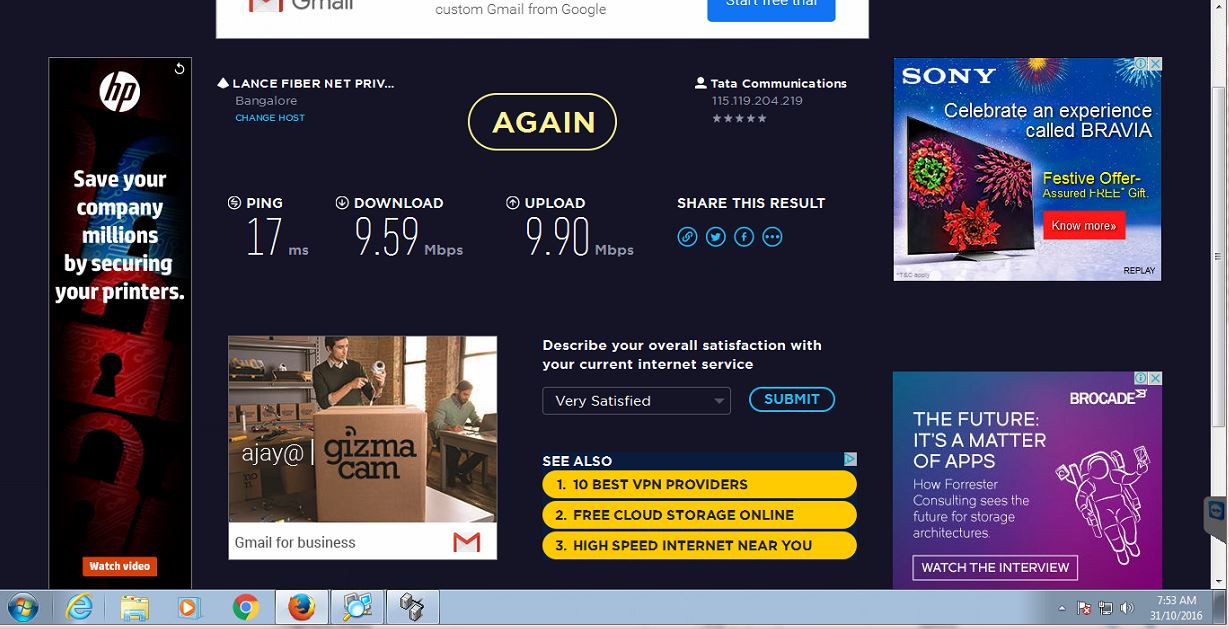 Gmail
custom Gmail from Google
Start free trial
hp
Save your
company
millions
by securing
your printers.
Watch video
LANCE FIBER NET PRIV...
Bangalore
CHANGE HOST
AGAIN
Tata Communications
115.119.204.219
PING
17 ms
DOWNLOAD
9.59 Mbps
UPLOAD
9.90 Mbps
SHARE THIS RESULT
SONY
Celebrate an experience
called BRAVIA
Festive Offer-
Assured FREE* Gift.
Know more»
*T&C apply
REPLAY
ajay@ | gizma
cam
Gmail for business
Describe your overall satisfaction with
your current internet service
Very Satisfied
SUBMIT
SEE ALSO
1. 10 BEST VPN PROVIDERS
2. FREE CLOUD STORAGE ONLINE
3. HIGH SPEED INTERNET NEAR YOU
BROCADE
THE FUTURE:
IT'S A MATTER
OF APPS
How Forrester
Consulting sees the
future for storage
architectures.
WATCH THE INTERVIEW
7:53 AM
31/10/2016